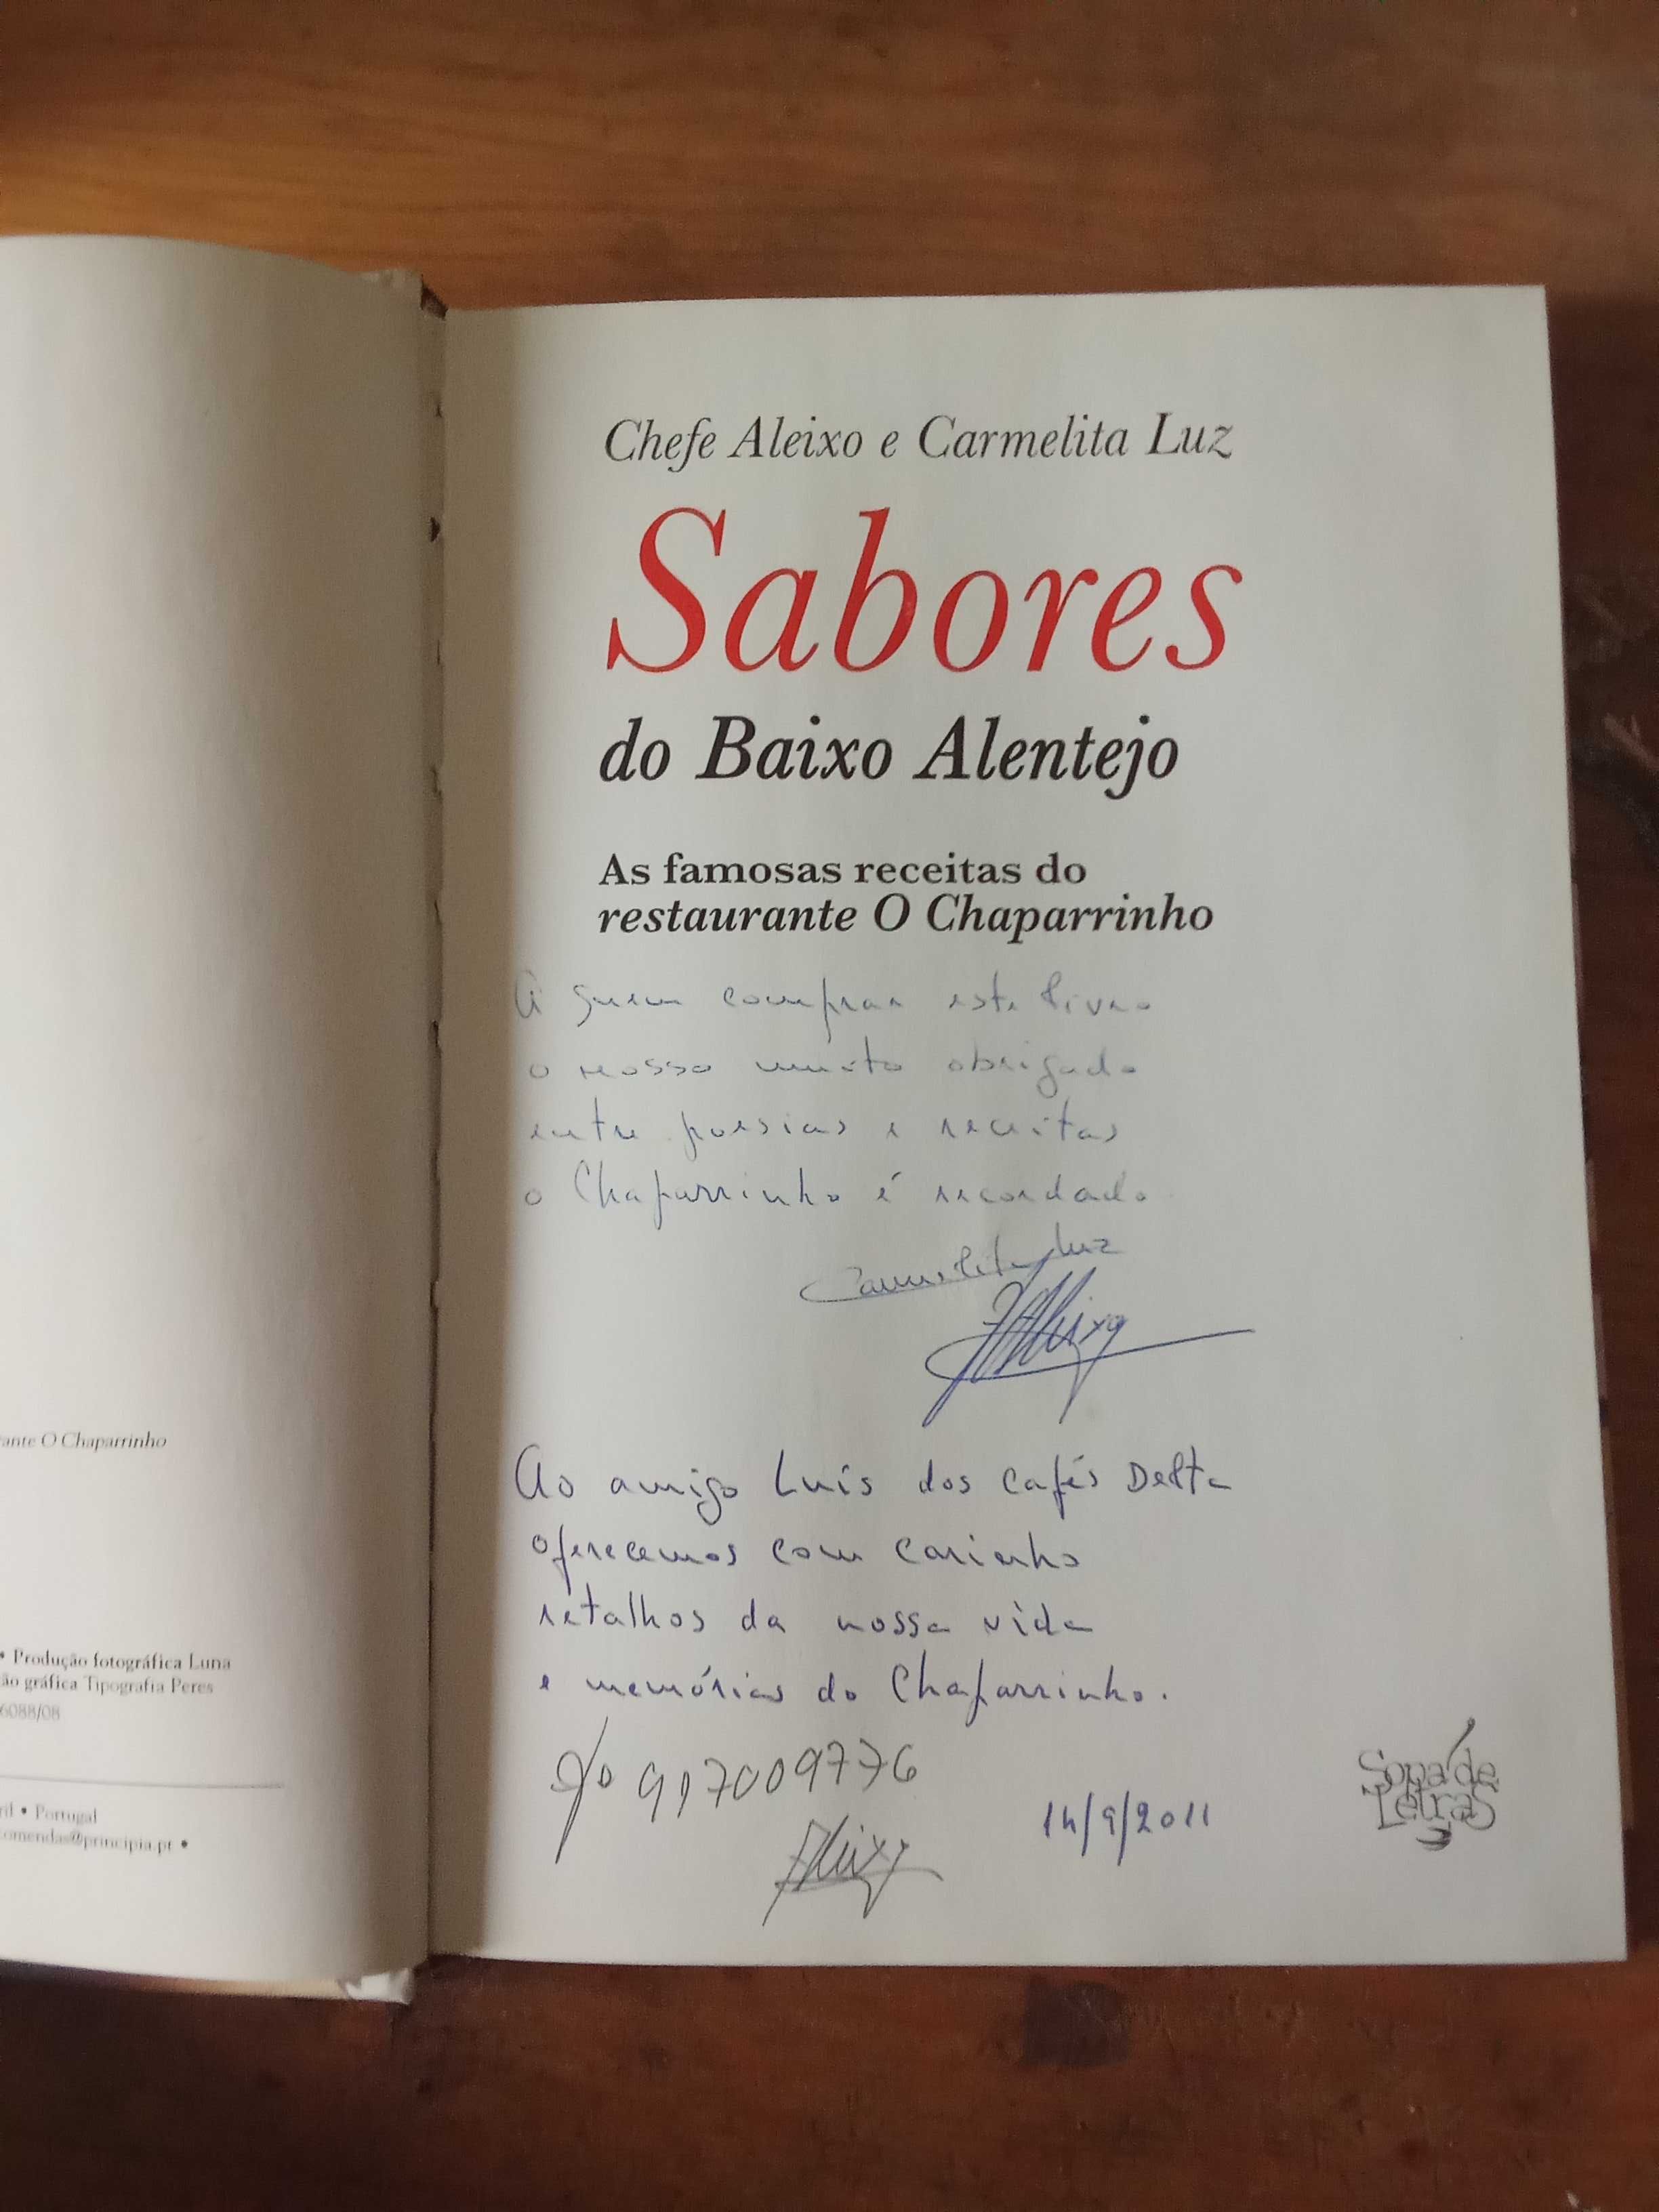 ante O Chaparrinho
• Produção fotográfica Luna
ão gráfica Tipografia Peres
6088/08
ril • Portugal
comendas@principia.pt •
Chefe Aleixo e Carmelita Luz
Sabores
do Baixo Alentejo
As famosas receitas do
restaurante O Chaparrinho
A quem comprar este livro
o nosso muito obrigado
entre poesias e receitas
o Chaparrinho é recordado
Carmelita Luz
Aleixo
Ao amigo Luís dos cafés Delta
oferecemos com carinho
retalhos da nossa vida
e memórias do Chaparrinho.
917009776
Aleixo
14/9/2011
Sopa de
Letras